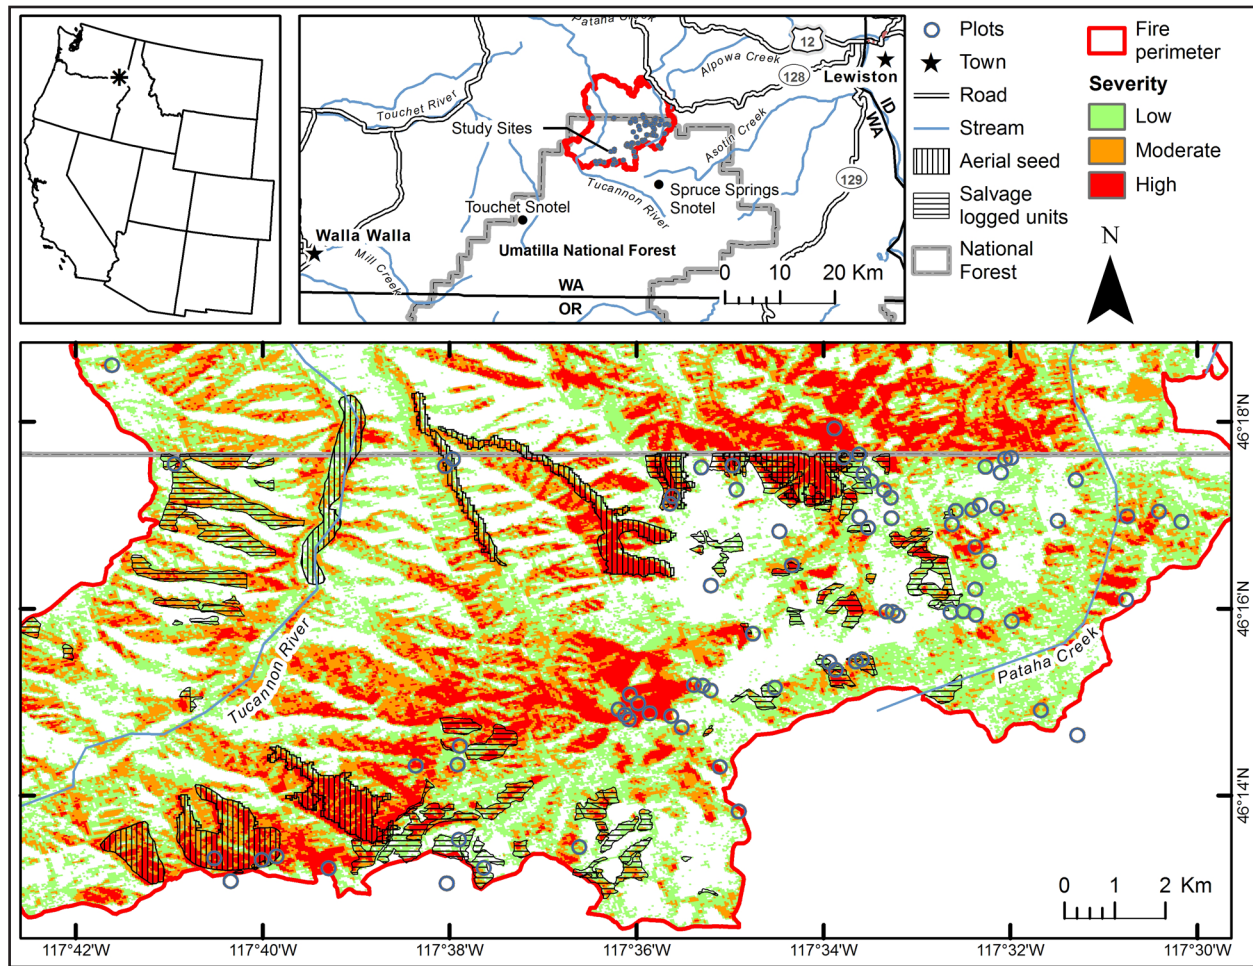 Pataha Creek
12
Alpowa Creek
128
Lewiston
Touchet River
ID
WA
Study Sites
Asotin Creek
129
Spruce Springs
Snotel
Tucannon
River
Touchet Snotel
Walla Walla
Umatilla National Forest
Mill Creek
0 10 20 Km
WA
OR
Plots
Town
Road
Stream
Aerial seed
Salvage
logged units
National
Forest
Fire
perimeter
Severity
Low
Moderate
High
N
46°18'N
46°16'N
46°14'N
Tucannon River
Pataha Creek
0 1 2 Km
117°42'W 117°40'W 117°38'W 117°36'W 117°34'W 117°32'W 117°30'W